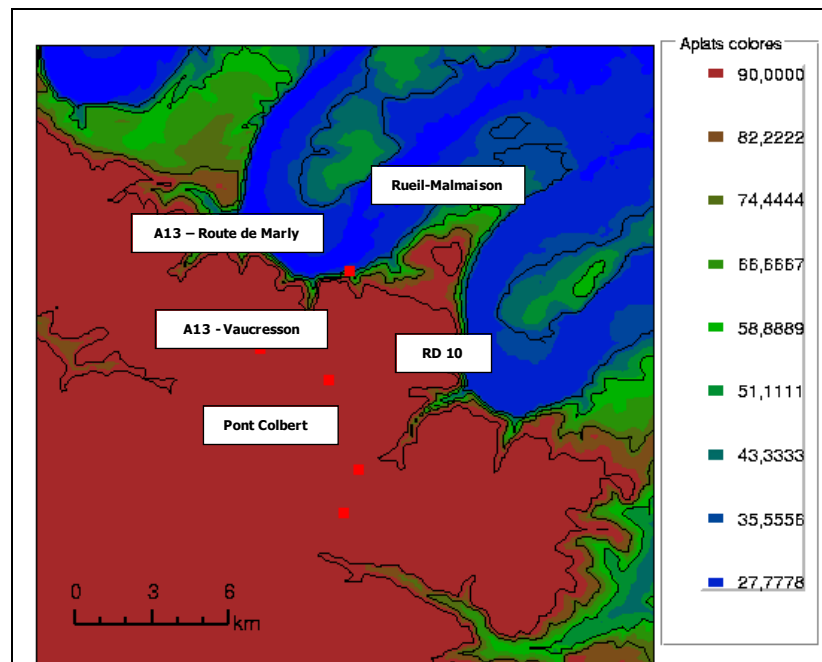 Aplats colores
90,0000
82,2222
74,4444
66,6667
58,8889
51,1111
43,3333
35,5556
27,7778
Rueil-Malmaison
A13 – Route de Marly
A13 - Vaucresson
RD 10
Pont Colbert
0 3 6
km